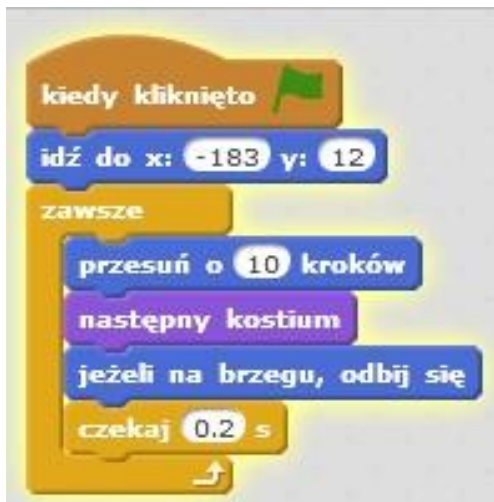 kiedy kliknięto
idź do x: -183 y: 12
zawsze
przesuń o 10 kroków
następny kostium
jeżeli na brzegu, odbij się
czekaj 0.2 s